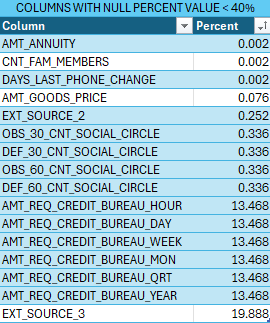 COLUMNS WITH NULL PERCENT VALUE < 40%
Column Percent
AMT_ANNUITY 0.002
CNT_FAM_MEMBERS 0.002
DAYS_LAST_PHONE_CHANGE 0.002
AMT_GOODS_PRICE 0.076
EXT_SOURCE_2 0.252
OBS_30_CNT_SOCIAL_CIRCLE 0.336
DEF_30_CNT_SOCIAL_CIRCLE 0.336
OBS_60_CNT_SOCIAL_CIRCLE 0.336
DEF_60_CNT_SOCIAL_CIRCLE 0.336
AMT_REQ_CREDIT_BUREAU_HOUR 13.468
AMT_REQ_CREDIT_BUREAU_DAY 13.468
AMT_REQ_CREDIT_BUREAU_WEEK 13.468
AMT_REQ_CREDIT_BUREAU_MON 13.468
AMT_REQ_CREDIT_BUREAU_QRT 13.468
AMT_REQ_CREDIT_BUREAU_YEAR 13.468
EXT_SOURCE_3 19.888